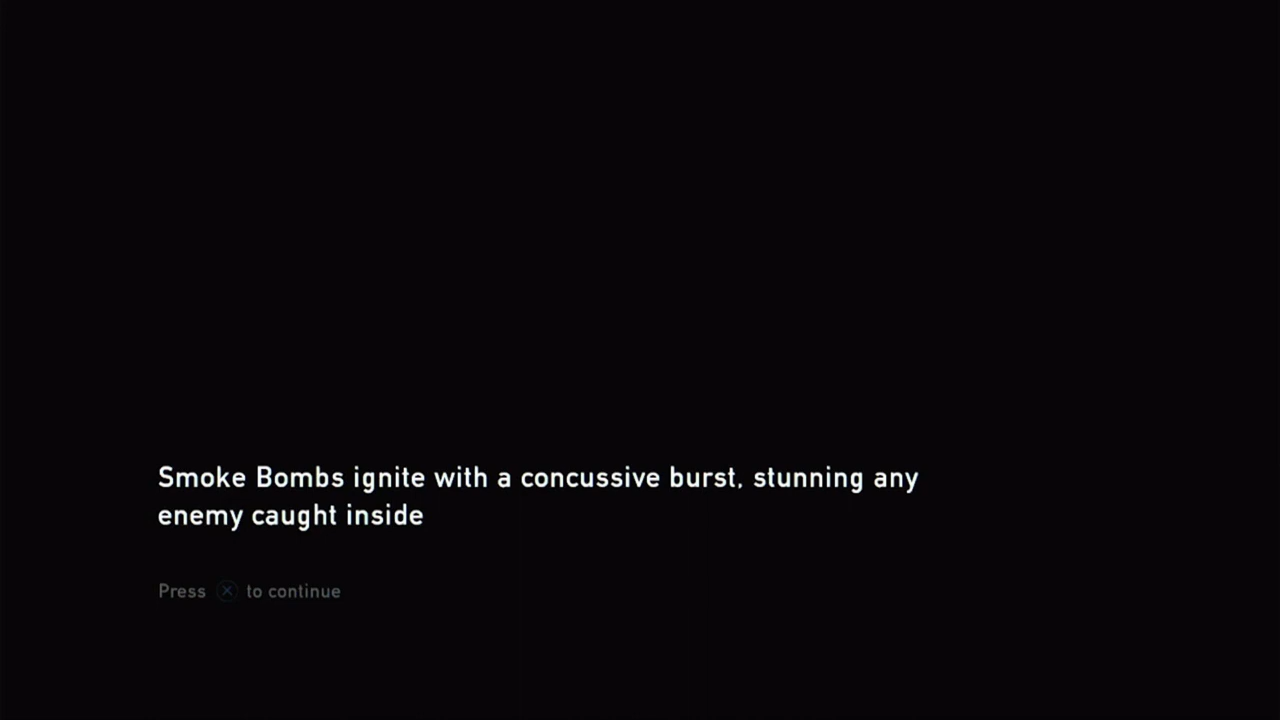 Smoke Bombs ignite with a concussive burst, stunning any
enemy caught inside
Press ⓧ to continue